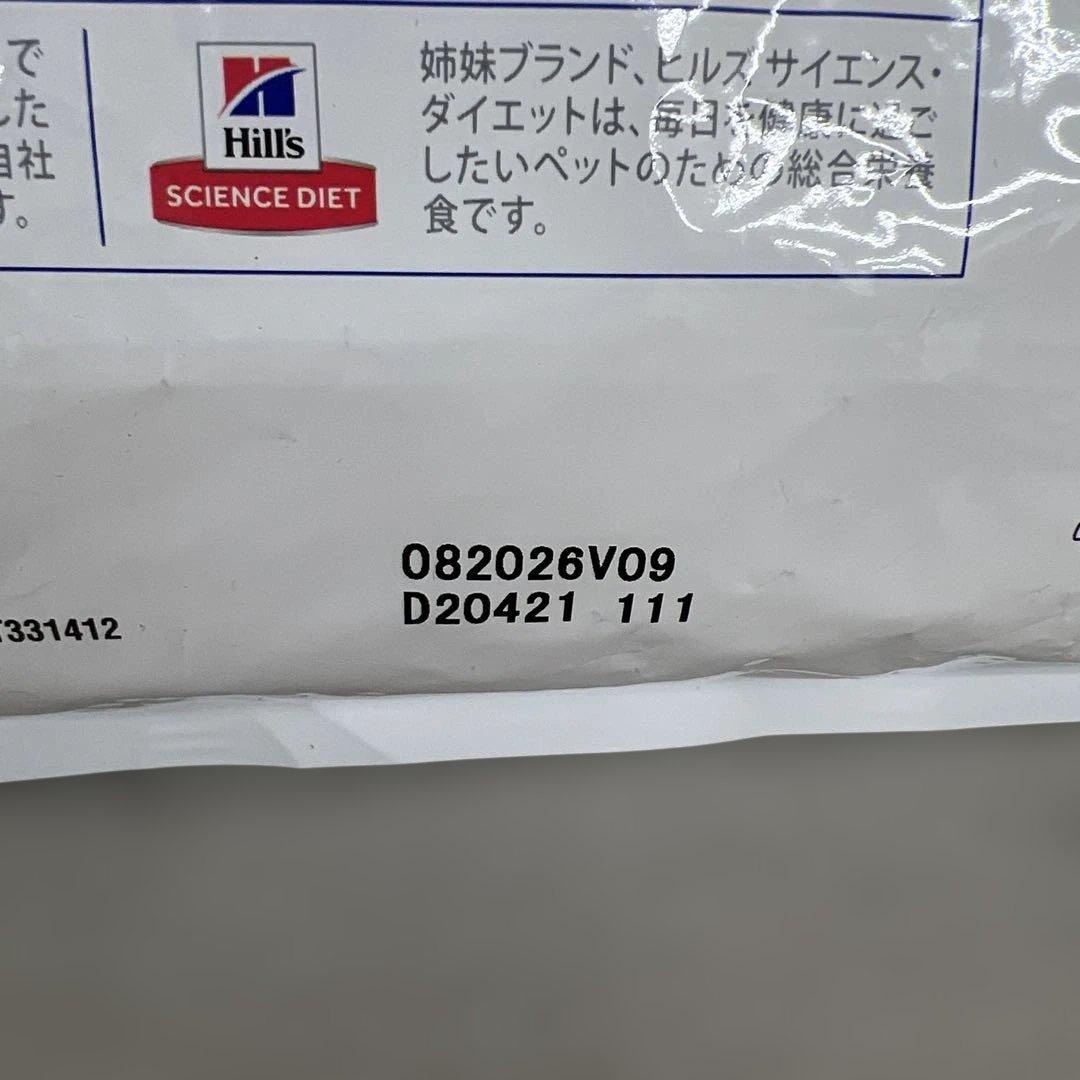 で
した
自社
す。
Hill's
SCIENCE DIET
姉妹ブランド、ヒルズ サイエンス・
ダイエットは、毎日を健康に過ご
したいペットのための総合栄養
食です。
082026V09
D20421 111
T331412